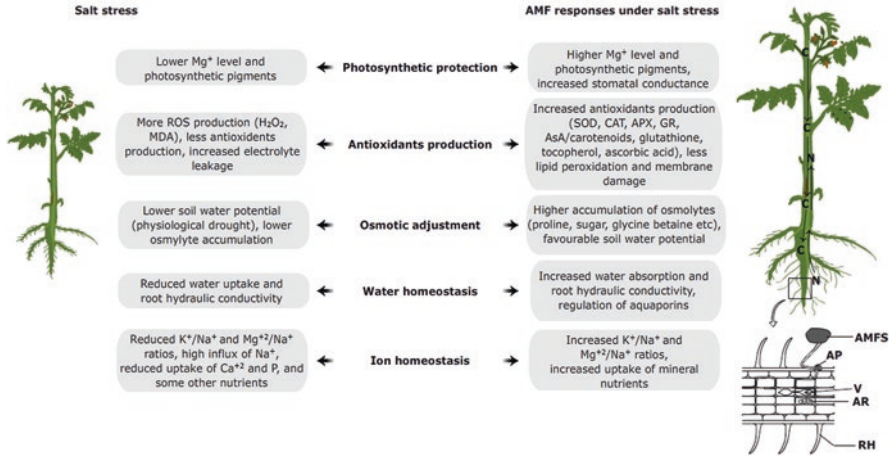 Salt stress
AMF responses under salt stress
Lower Mg⁺ level and
photosynthetic pigments
Photosynthetic protection
Higher Mg⁺ level and
photosynthetic pigments,
increased stomatal conductance
More ROS production (H₂O₂,
MDA), less antioxidents
production, increased electrolyte
leakage
Antioxidants production
Increased antioxidants production
(SOD, CAT, APX, GR,
AsA/carotenoids, glutathione,
tocopherol, ascorbic acid), less
lipid peroxidation and membrane
damage
Lower soil water potential
(physiological drought), lower
osmylyte accumulation
Osmotic adjustment
Higher accumulation of osmolytes
(proline, sugar, glycine betaine etc),
favourable soil water potential
Reduced water uptake and
root hydraulic conductivity
Water homeostasis
Increased water absorption and
root hydraulic conductivity,
regulation of aquaporins
Reduced K⁺/Na⁺ and Mg⁺²/Na⁺
ratios, high influx of Na⁺,
reduced uptake of Ca⁺² and P, and
some other nutrients
Ion homeostasis
Increased K⁺/Na⁺ and
Mg⁺²/Na⁺ ratios,
increased uptake of mineral
nutrients
C
C
N
C
C
N
AMFS
AP
V
AR
RH